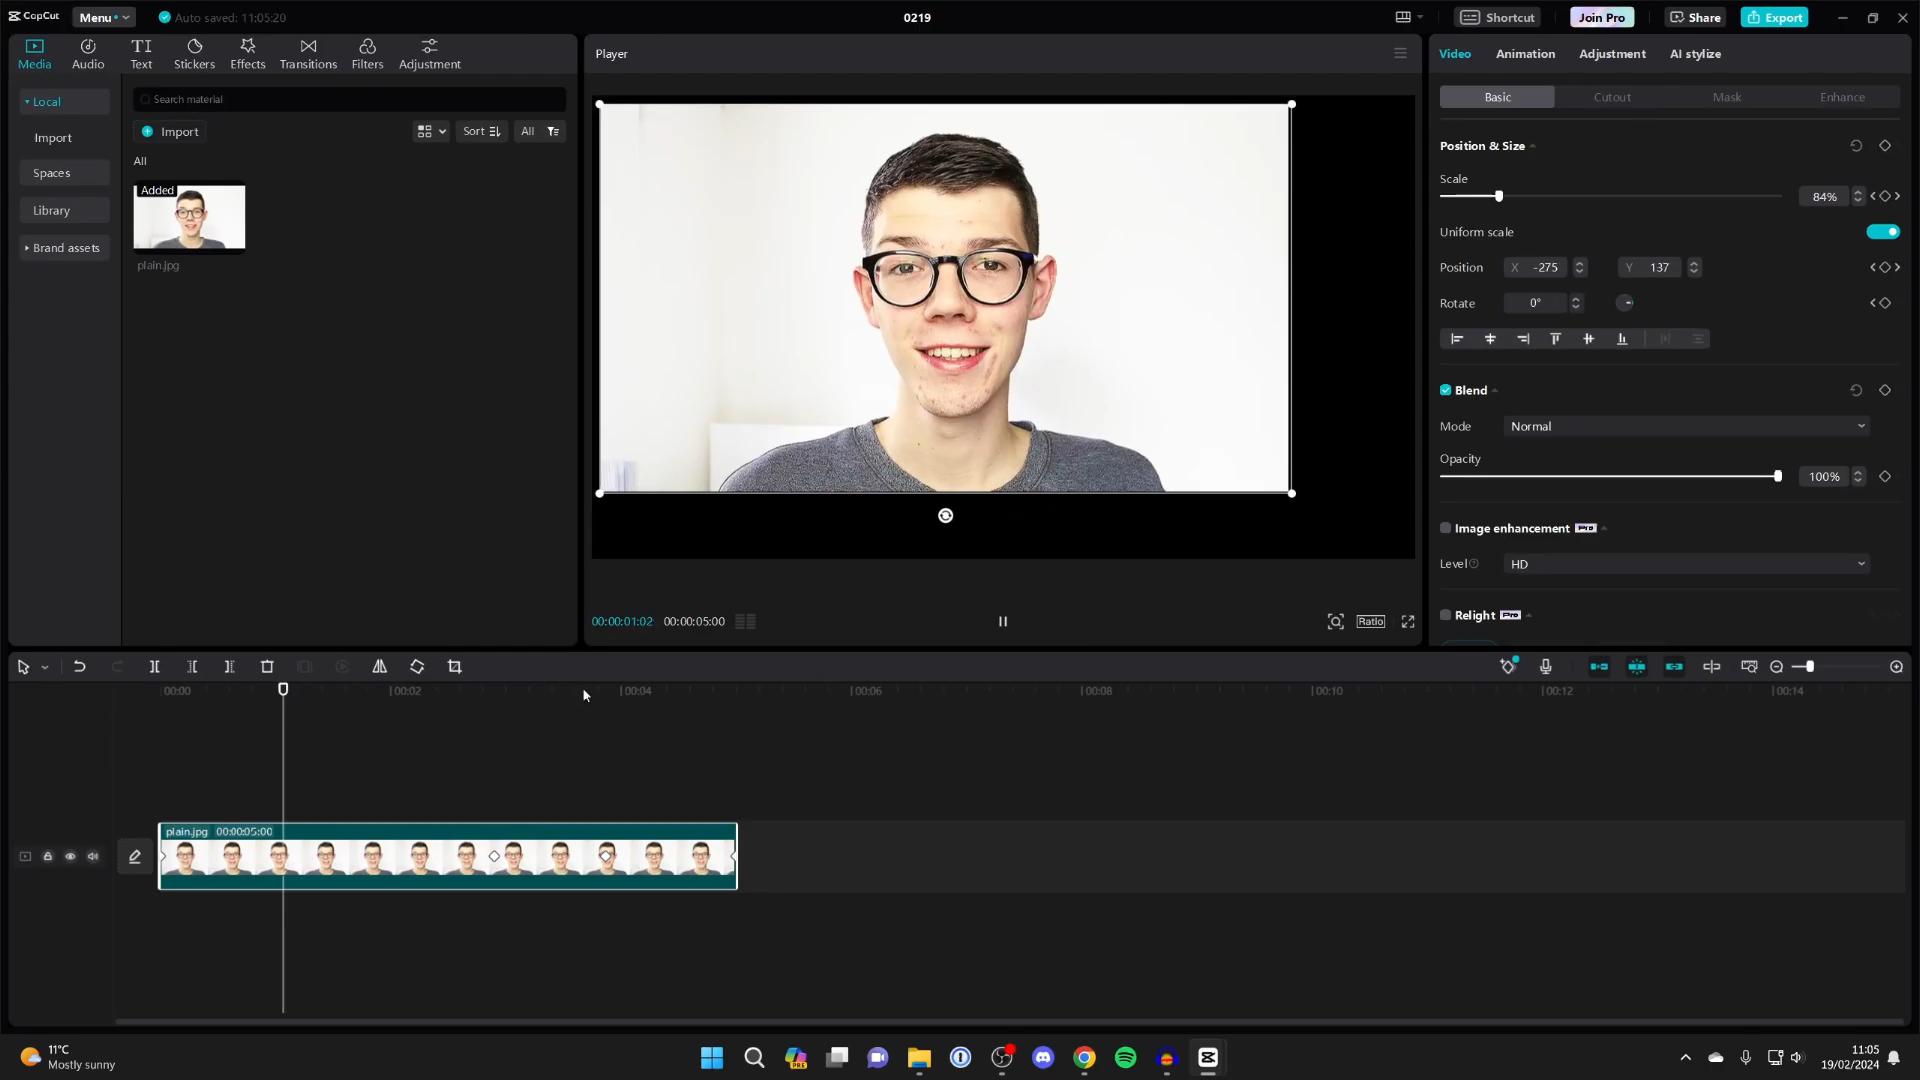 CapCut
Menu
Auto saved: 11:05:20
0219
Shortcut
Join Pro
Share
Export
Media
Audio
Text
Stickers
Effects
Transitions
Filters
Adjustment
Local
Import
Spaces
Library
Brand assets
Search material
Import
Sort
All
All
Added
plain.jpg
Player
00:00:01:02
00:00:05:00
Ratio
Video
Animation
Adjustment
AI stylize
Basic
Cutout
Mask
Enhance
Position & Size
Scale
84%
Uniform scale
Position X -275 Y 137
Rotate 0°
Blend
Mode Normal
Opacity
100%
Image enhancement Pro
Level HD
Relight Pro
00:00
00:02
00:04
00:06
00:08
00:10
00:12
00:14
plain.jpg 00:00:05:00
11°C
Mostly sunny
PRE
11:05
19/02/2024